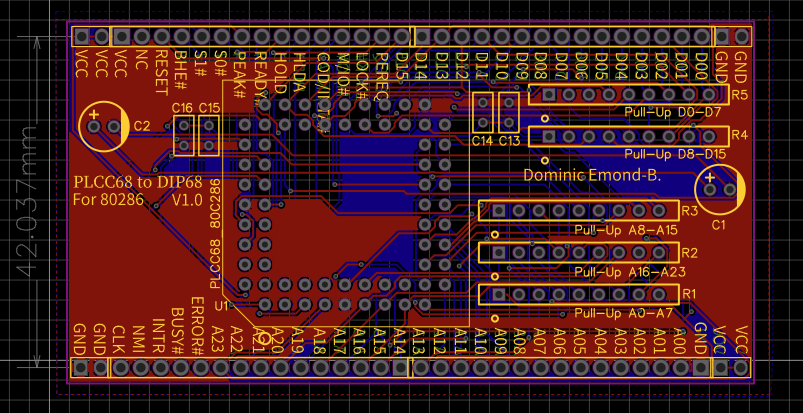 VCC VCC VCC NC RESET BHE# S1# S0# PEAK# READY# HOLD HLDA COD/INTA# M/IO# LOCK# PEREQ D15 D14 D13 D12 D11 D10 D09 D08 D07 D06 D05 D04 D03 D02 D01 D00 GND GND
R5
Pull-Up D0-D7
C2
C16 C15
C14 C13
R4
Pull-Up D8-D15
Dominic Emond-B.
PLCC68 to DIP68
For 80286 V1.0
PLCC68 80C286
C1
R3
Pull-Up A8-A15
R2
Pull-Up A16-A23
R1
Pull-Up A0-A7
U1
GND GND CLK NMI INTR BUSY# ERROR# A23 A22 A21 A20 A19 A18 A17 A16 A15 A14 A13 A12 A11 A10 A09 A08 A07 A06 A05 A04 A03 A02 A01 A00 GND VCC VCC
42.037mm